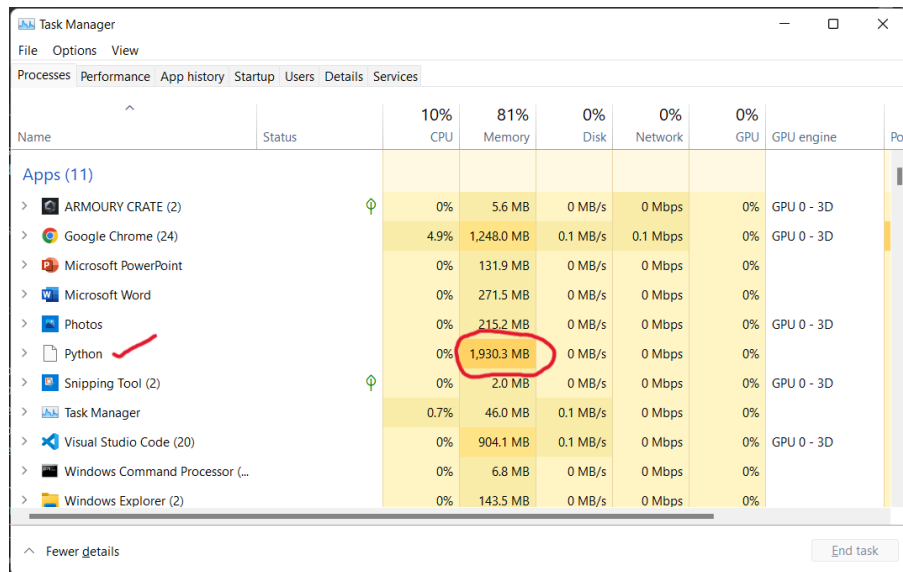 Task Manager
File Options View
Processes Performance App history Startup Users Details Services
10% 81% 0% 0% 0%
Name Status CPU Memory Disk Network GPU GPU engine Po
Apps (11)
ARMOURY CRATE (2) 0% 5.6 MB 0 MB/s 0 Mbps 0% GPU 0 - 3D
Google Chrome (24) 4.9% 1,248.0 MB 0.1 MB/s 0.1 Mbps 0% GPU 0 - 3D
Microsoft PowerPoint 0% 131.9 MB 0 MB/s 0 Mbps 0%
Microsoft Word 0% 271.5 MB 0 MB/s 0 Mbps 0%
Photos 0% 215.2 MB 0 MB/s 0 Mbps 0% GPU 0 - 3D
Python 0% 1,930.3 MB 0 MB/s 0 Mbps 0%
Snipping Tool (2) 0% 2.0 MB 0 MB/s 0 Mbps 0% GPU 0 - 3D
Task Manager 0.7% 46.0 MB 0.1 MB/s 0 Mbps 0%
Visual Studio Code (20) 0% 904.1 MB 0.1 MB/s 0 Mbps 0% GPU 0 - 3D
Windows Command Processor (... 0% 6.8 MB 0 MB/s 0 Mbps 0%
Windows Explorer (2) 0% 143.5 MB 0 MB/s 0 Mbps 0%
Fewer details End task